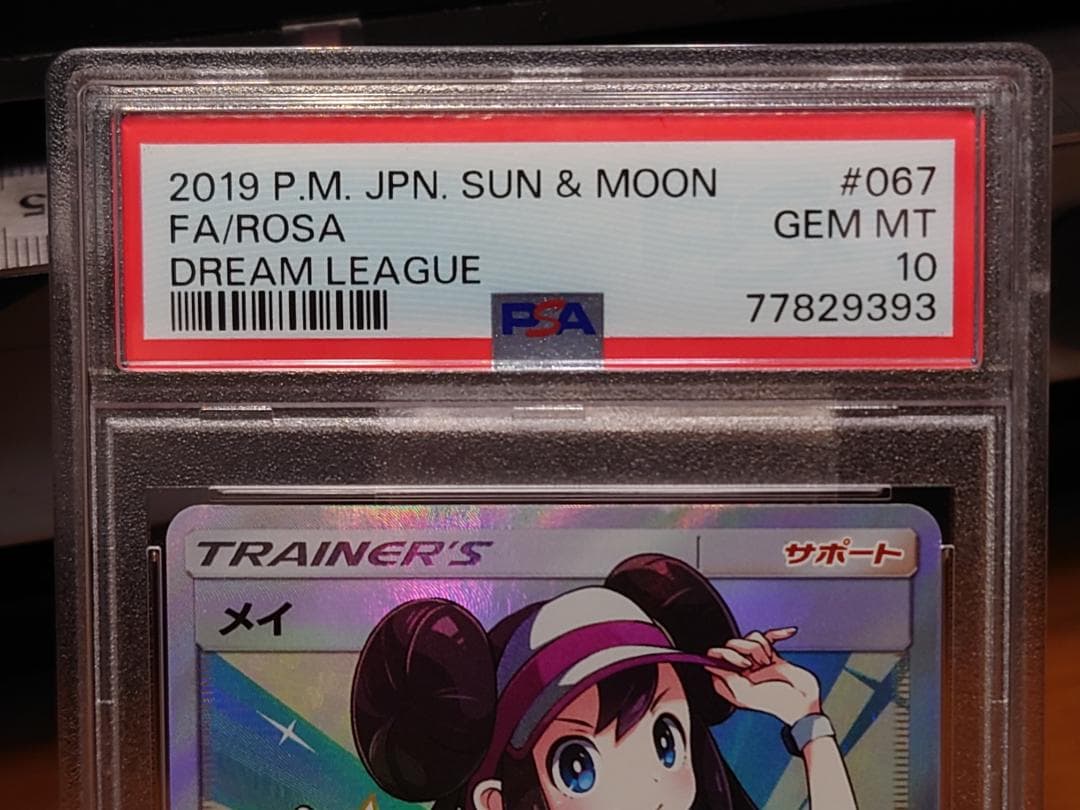 2019 P.M. JPN. SUN & MOON #067
FA/ROSA GEM MT
DREAM LEAGUE 10
77829393
PSA
TRAINER'S サポート
メイ
5